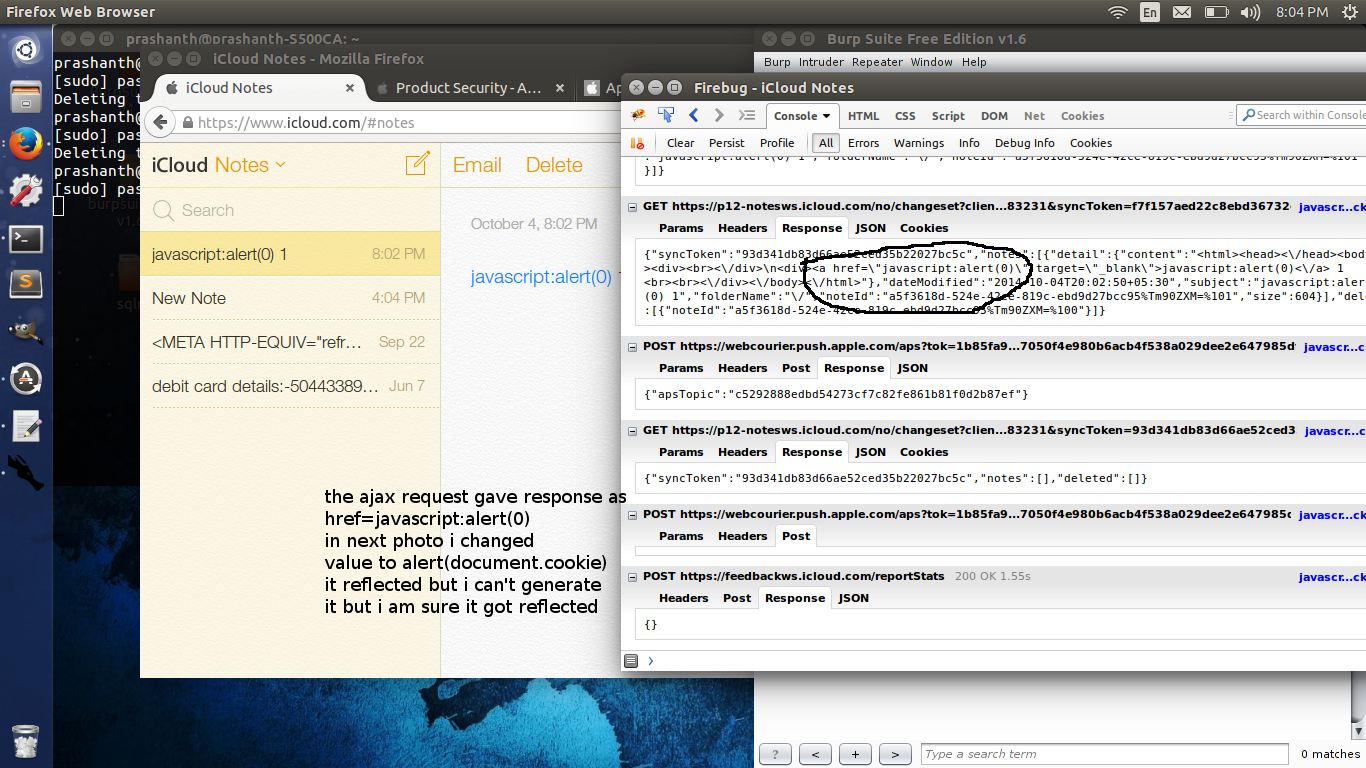 Firefox Web Browser
En
8:04 PM
prashanth@prashanth-S500CA: ~
Burp Suite Free Edition v1.6
Burp Intruder Repeater Window Help
prashanth@
[sudo] pas
Deleting t
prashanth@
[sudo] pas
Deleting t
prashanth@
[sudo] pas
iCloud Notes - Mozilla Firefox
iCloud Notes
Product Security - A...
Ap
https://www.icloud.com/#notes
iCloud Notes
Email Delete
Search
javascript:alert(0) 1 8:02 PM
New Note 4:04 PM
<META HTTP-EQUIV="refr... Sep 22
debit card details:-50443389... Jun 7
October 4, 8:02 PM
javascript:alert(0)
the ajax request gave response as
href=javascript:alert(0)
in next photo i changed
value to alert(document.cookie)
it reflected but i can't generate
it but i am sure it got reflected
Firebug - iCloud Notes
Console HTML CSS Script DOM Net Cookies
Search within Console
Clear Persist Profile All Errors Warnings Info Debug Info Cookies
}]}
GET https://p12-notesws.icloud.com/no/changeset?clien...83231&syncToken=f7f157aed22c8ebd36732 javascr...ck
Params Headers Response JSON Cookies
{"syncToken":"93d341db83d66ae52ced35b22027bc5c","notes":[{"detail":{"content":"<html><head><\/head><body
><div><br><\/div>\n<div><a href=\"javascript:alert(0)\" target=\"_blank\">javascript:alert(0)<\/a> 1
<br><br><\/div><\/body><\/html>"},"dateModified":"2014-10-04T20:02:50+05:30","subject":"javascript:aler
(0) 1","folderName":"\/","noteId":"a5f3618d-524e-42ce-819c-ebd9d27bcc95%Tm90ZXM=%101","size":604}],"del
:[{"noteId":"a5f3618d-524e-42ce-819c-ebd9d27bcc95%Tm90ZXM=%100"}]}
POST https://webcourier.push.apple.com/aps?tok=1b85fa9...7050f4e980b6acb4f538a029dee2e647985d javascr...ck
Params Headers Post Response JSON
{"apsTopic":"c5292888edbd54273cf7c82fe861b81f0d2b87ef"}
GET https://p12-notesws.icloud.com/no/changeset?clien...83231&syncToken=93d341db83d66ae52ced3 javascr...ck
Params Headers Response JSON Cookies
{"syncToken":"93d341db83d66ae52ced35b22027bc5c","notes":[],"deleted":[]}
POST https://webcourier.push.apple.com/aps?tok=1b85fa9...7050f4e980b6acb4f538a029dee2e647985d javascr...ck
Params Headers Post
POST https://feedbackws.icloud.com/reportStats 200 OK 1.55s javascr...ck
Headers Post Response JSON
{}
? < + > Type a search term 0 matches